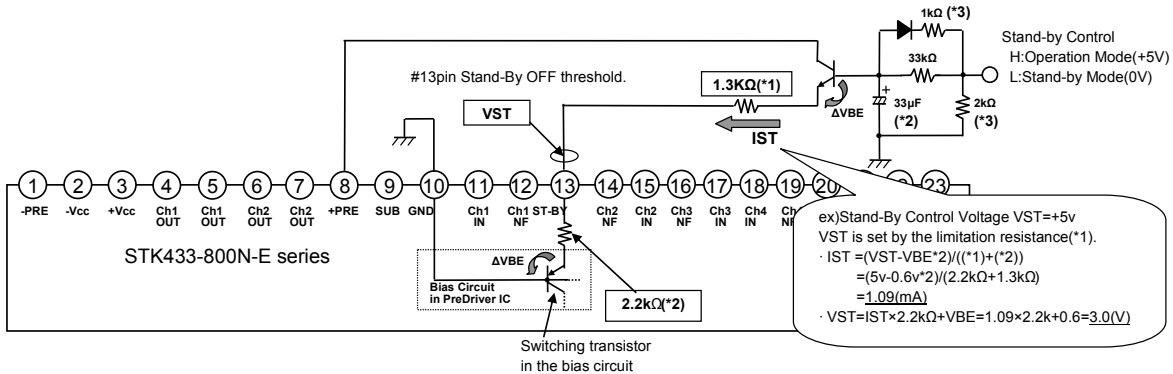 1kΩ (*3)
Stand-by Control
H:Operation Mode(+5V)
L:Stand-by Mode(0V)
33kΩ
#13pin Stand-By OFF threshold.
1.3KΩ(*1)
ΔVBE
33µF
(*2)
2kΩ
(*3)
VST
IST
1 2 3 4 5 6 7 8 9 10 11 12 13 14 15 16 17 18 19 20 23
-PRE -Vcc +Vcc Ch1 OUT Ch1 OUT Ch2 OUT Ch2 OUT +PRE SUB GND Ch1 IN Ch1 NF ST-BY Ch2 NF Ch2 IN Ch3 NF Ch3 IN Ch4 IN
STK433-800N-E series
ΔVBE
Bias Circuit
in PreDriver IC
2.2kΩ(*2)
Switching transistor
in the bias circuit
ex)Stand-By Control Voltage VST=+5v
VST is set by the limitation resistance(*1).
· IST =(VST-VBE*2)/((*1)+(*2))
=(5v-0.6v*2)/(2.2kΩ+1.3kΩ)
=1.09(mA)
· VST=IST×2.2kΩ+VBE=1.09×2.2k+0.6=3.0(V)